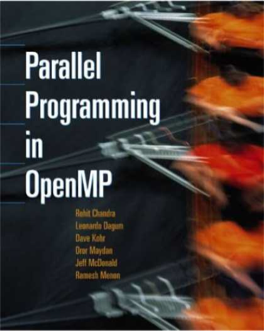 Parallel
Programming
in
OpenMP
Rohit Chandra
Leonardo Dagum
Dave Kohr
Dror Maydan
Jeff McDonald
Ramesh Menon